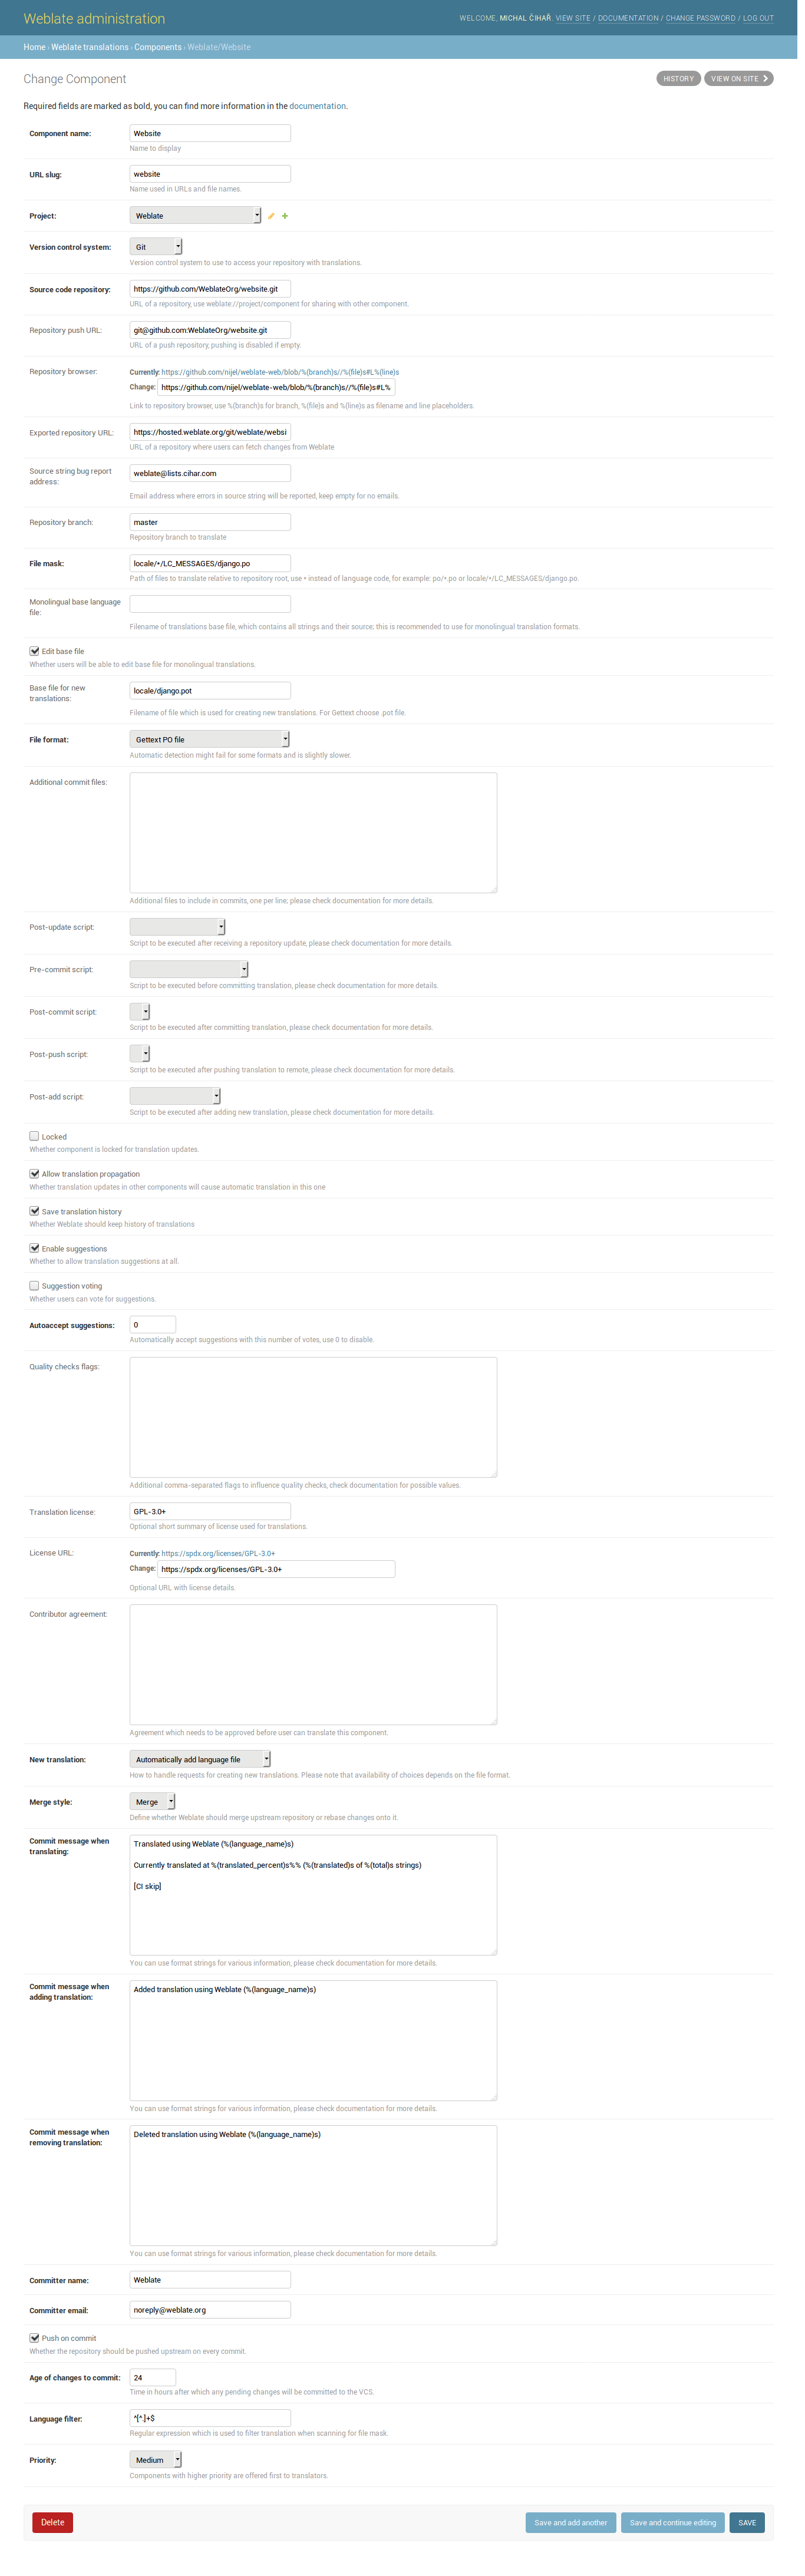 Weblate administration
WELCOME, MICHAL ČIHAŘ. VIEW SITE / DOCUMENTATION / CHANGE PASSWORD / LOG OUT
Home › Weblate translations › Components › Weblate/Website
Change Component
HISTORY
VIEW ON SITE
Required fields are marked as bold, you can find more information in the documentation.
Component name:
Website
Name to display
URL slug:
website
Name used in URLs and file names.
Project:
Weblate
Version control system:
Git
Version control system to use to access your repository with translations.
Source code repository:
https://github.com/WeblateOrg/website.git
URL of a repository, use weblate://project/component for sharing with other component.
Repository push URL:
git@github.com:WeblateOrg/website.git
URL of a push repository, pushing is disabled if empty.
Repository browser:
Currently: https://github.com/nijel/weblate-web/blob/%(branch)s//%(file)s#L%(line)s
Change: https://github.com/nijel/weblate-web/blob/%(branch)s//%(file)s#L%
Link to repository browser, use %(branch)s for branch, %(file)s and %(line)s as filename and line placeholders.
Exported repository URL:
https://hosted.weblate.org/git/weblate/websi
URL of a repository where users can fetch changes from Weblate
Source string bug report
address:
weblate@lists.cihar.com
Email address where errors in source string will be reported, keep empty for no emails.
Repository branch:
master
Repository branch to translate
File mask:
locale/*/LC_MESSAGES/django.po
Path of files to translate relative to repository root, use * instead of language code, for example: po/*.po or locale/*/LC_MESSAGES/django.po.
Monolingual base language
file:
Filename of translations base file, which contains all strings and their source; this is recommended to use for monolingual translation formats.
Edit base file
Whether users will be able to edit base file for monolingual translations.
Base file for new
translations:
locale/django.pot
Filename of file which is used for creating new translations. For Gettext choose .pot file.
File format:
Gettext PO file
Automatic detection might fail for some formats and is slightly slower.
Additional commit files:
Additional files to include in commits, one per line; please check documentation for more details.
Post-update script:
Script to be executed after receiving a repository update, please check documentation for more details.
Pre-commit script:
Script to be executed before committing translation, please check documentation for more details.
Post-commit script:
Script to be executed after committing translation, please check documentation for more details.
Post-push script:
Script to be executed after pushing translation to remote, please check documentation for more details.
Post-add script:
Script to be executed after adding new translation, please check documentation for more details.
Locked
Whether component is locked for translation updates.
Allow translation propagation
Whether translation updates in other components will cause automatic translation in this one
Save translation history
Whether Weblate should keep history of translations
Enable suggestions
Whether to allow translation suggestions at all.
Suggestion voting
Whether users can vote for suggestions.
Autoaccept suggestions:
0
Automatically accept suggestions with this number of votes, use 0 to disable.
Quality checks flags:
Additional comma-separated flags to influence quality checks, check documentation for possible values.
Translation license:
GPL-3.0+
Optional short summary of license used for translations.
License URL:
Currently: https://spdx.org/licenses/GPL-3.0+
Change: https://spdx.org/licenses/GPL-3.0+
Optional URL with license details.
Contributor agreement:
Agreement which needs to be approved before user can translate this component.
New translation:
Automatically add language file
How to handle requests for creating new translations. Please note that availability of choices depends on the file format.
Merge style:
Merge
Define whether Weblate should merge upstream repository or rebase changes onto it.
Commit message when
translating:
Translated using Weblate (%(language_name)s)
Currently translated at %(translated_percent)s%% (%(translated)s of %(total)s strings)
[CI skip]
You can use format strings for various information, please check documentation for more details.
Commit message when
adding translation:
Added translation using Weblate (%(language_name)s)
You can use format strings for various information, please check documentation for more details.
Commit message when
removing translation:
Deleted translation using Weblate (%(language_name)s)
You can use format strings for various information, please check documentation for more details.
Committer name:
Weblate
Committer email:
noreply@weblate.org
Push on commit
Whether the repository should be pushed upstream on every commit.
Age of changes to commit:
24
Time in hours after which any pending changes will be committed to the VCS.
Language filter:
^[^.]+$
Regular expression which is used to filter translation when scanning for file mask.
Priority:
Medium
Components with higher priority are offered first to translators.
Delete
Save and add another
Save and continue editing
SAVE